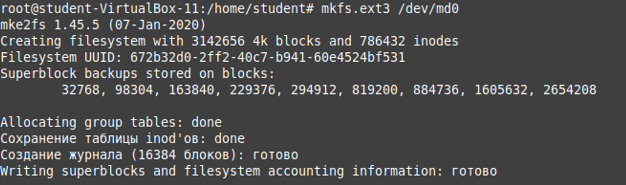 root@student-VirtualBox-11:/home/student# mkfs.ext3 /dev/md0
mke2fs 1.45.5 (07-Jan-2020)
Creating filesystem with 3142656 4k blocks and 786432 inodes
Filesystem UUID: 672b32d0-2ff2-40c7-b941-60e4524bf531
Superblock backups stored on blocks:
32768, 98304, 163840, 229376, 294912, 819200, 884736, 1605632, 2654208
Allocating group tables: done
Сохранение таблицы inod'ов: done
Создание журнала (16384 блоков): готово
Writing superblocks and filesystem accounting information: готово